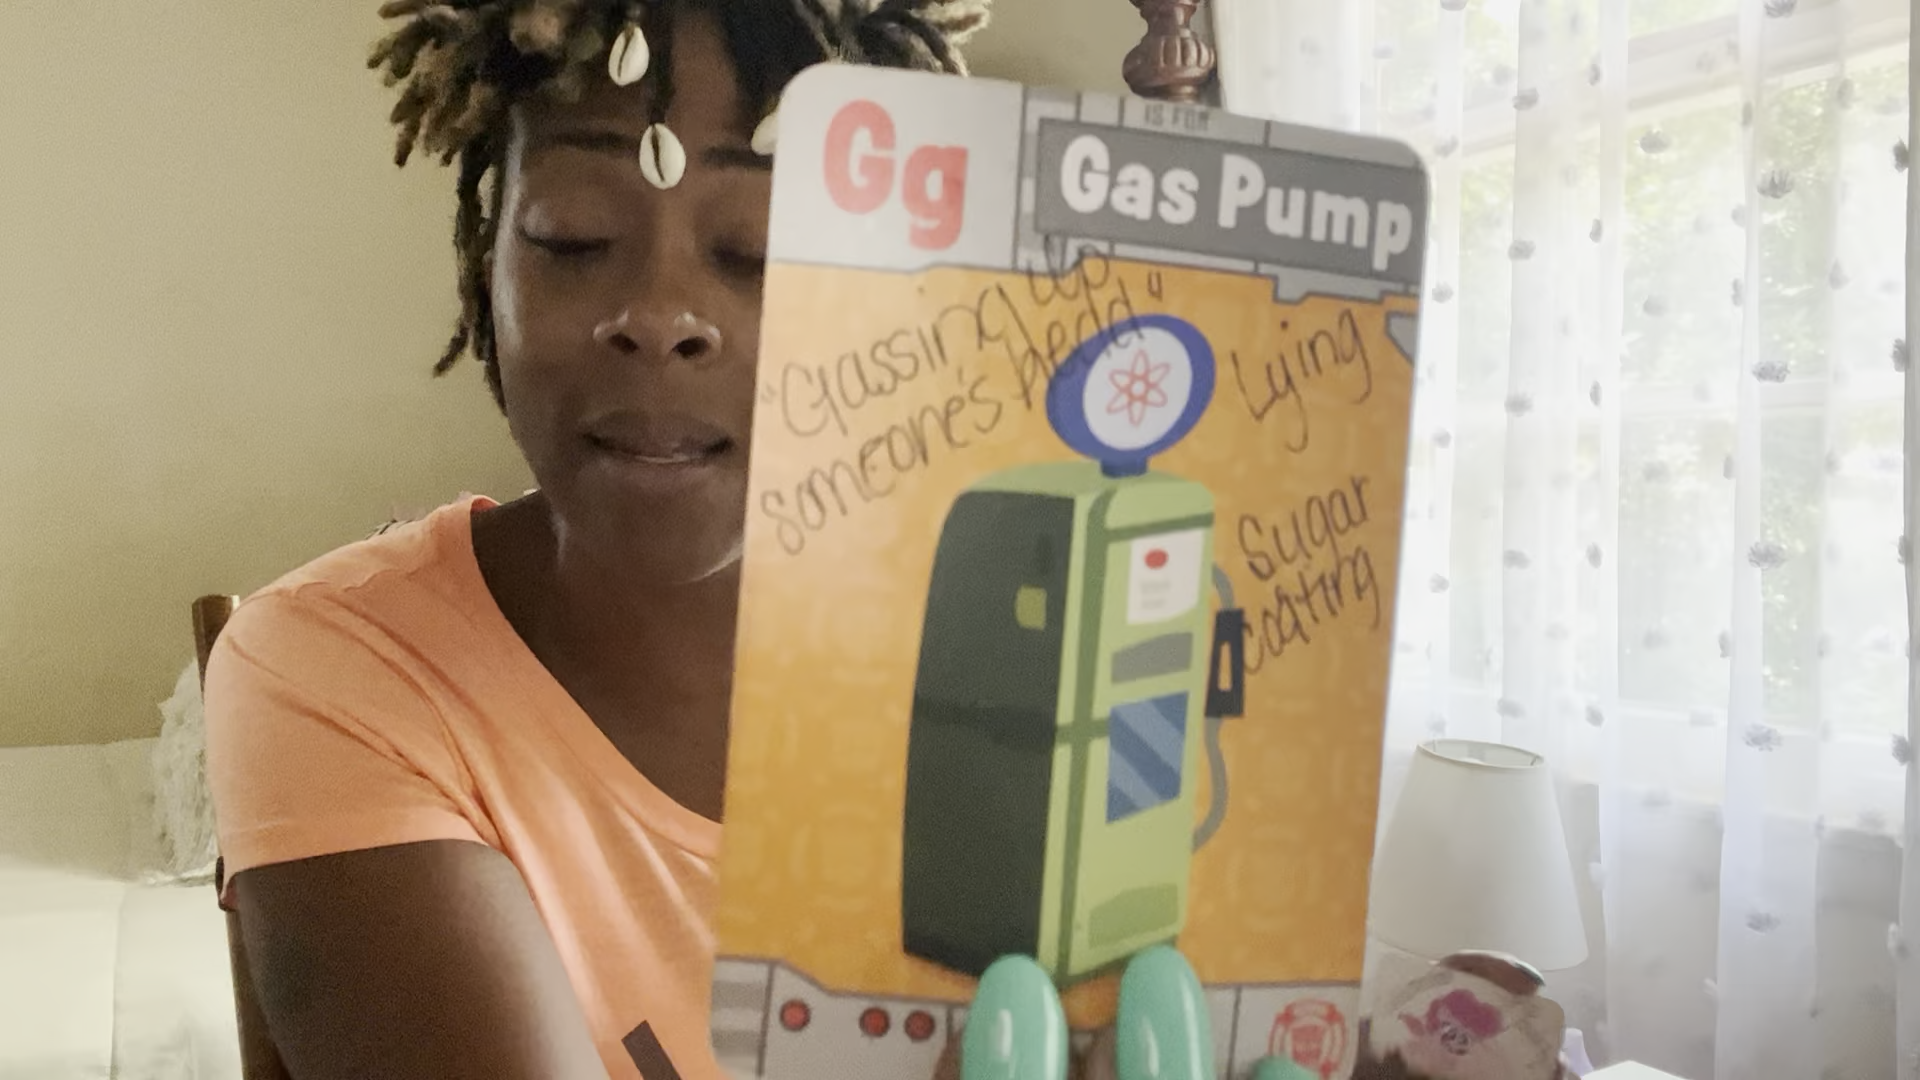 Gg
IS FOR
Gas Pump
"Gassing up
someone's head"
Lying
Sugar
coating